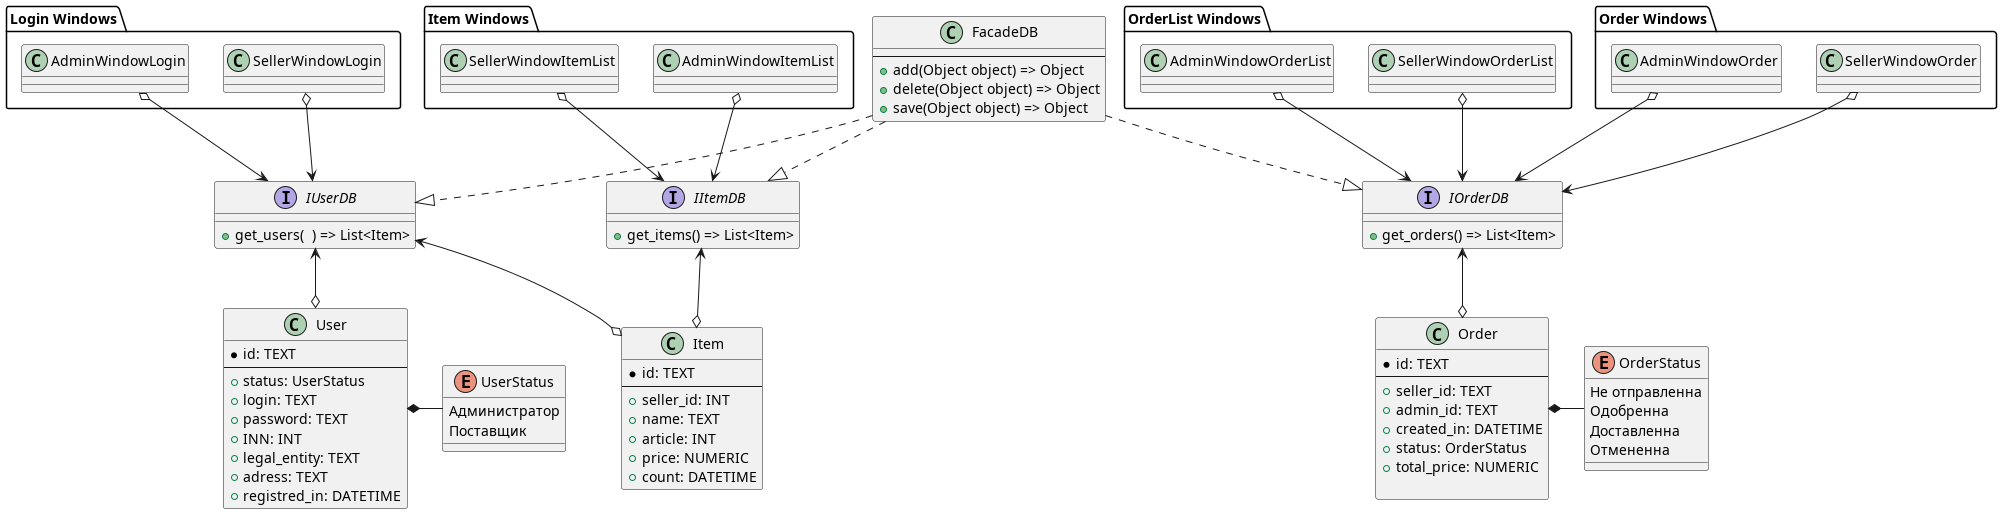 Login Windows
AdminWindowLogin
SellerWindowLogin
Item Windows
SellerWindowItemList
AdminWindowItemList
FacadeDB
add(Object object) => Object
delete(Object object) => Object
save(Object object) => Object
OrderList Windows
AdminWindowOrderList
SellerWindowOrderList
Order Windows
AdminWindowOrder
SellerWindowOrder
IUserDB
get_users(  ) => List<Item>
IItemDB
get_items() => List<Item>
IOrderDB
get_orders() => List<Item>
User
id: TEXT
status: UserStatus
login: TEXT
password: TEXT
INN: INT
legal_entity: TEXT
adress: TEXT
registred_in: DATETIME
UserStatus
Администратор
Поставщик
Item
id: TEXT
seller_id: INT
name: TEXT
article: INT
price: NUMERIC
count: DATETIME
Order
id: TEXT
seller_id: TEXT
admin_id: TEXT
created_in: DATETIME
status: OrderStatus
total_price: NUMERIC
OrderStatus
Не отправленна
Одобренна
Доставленна
Отмененна